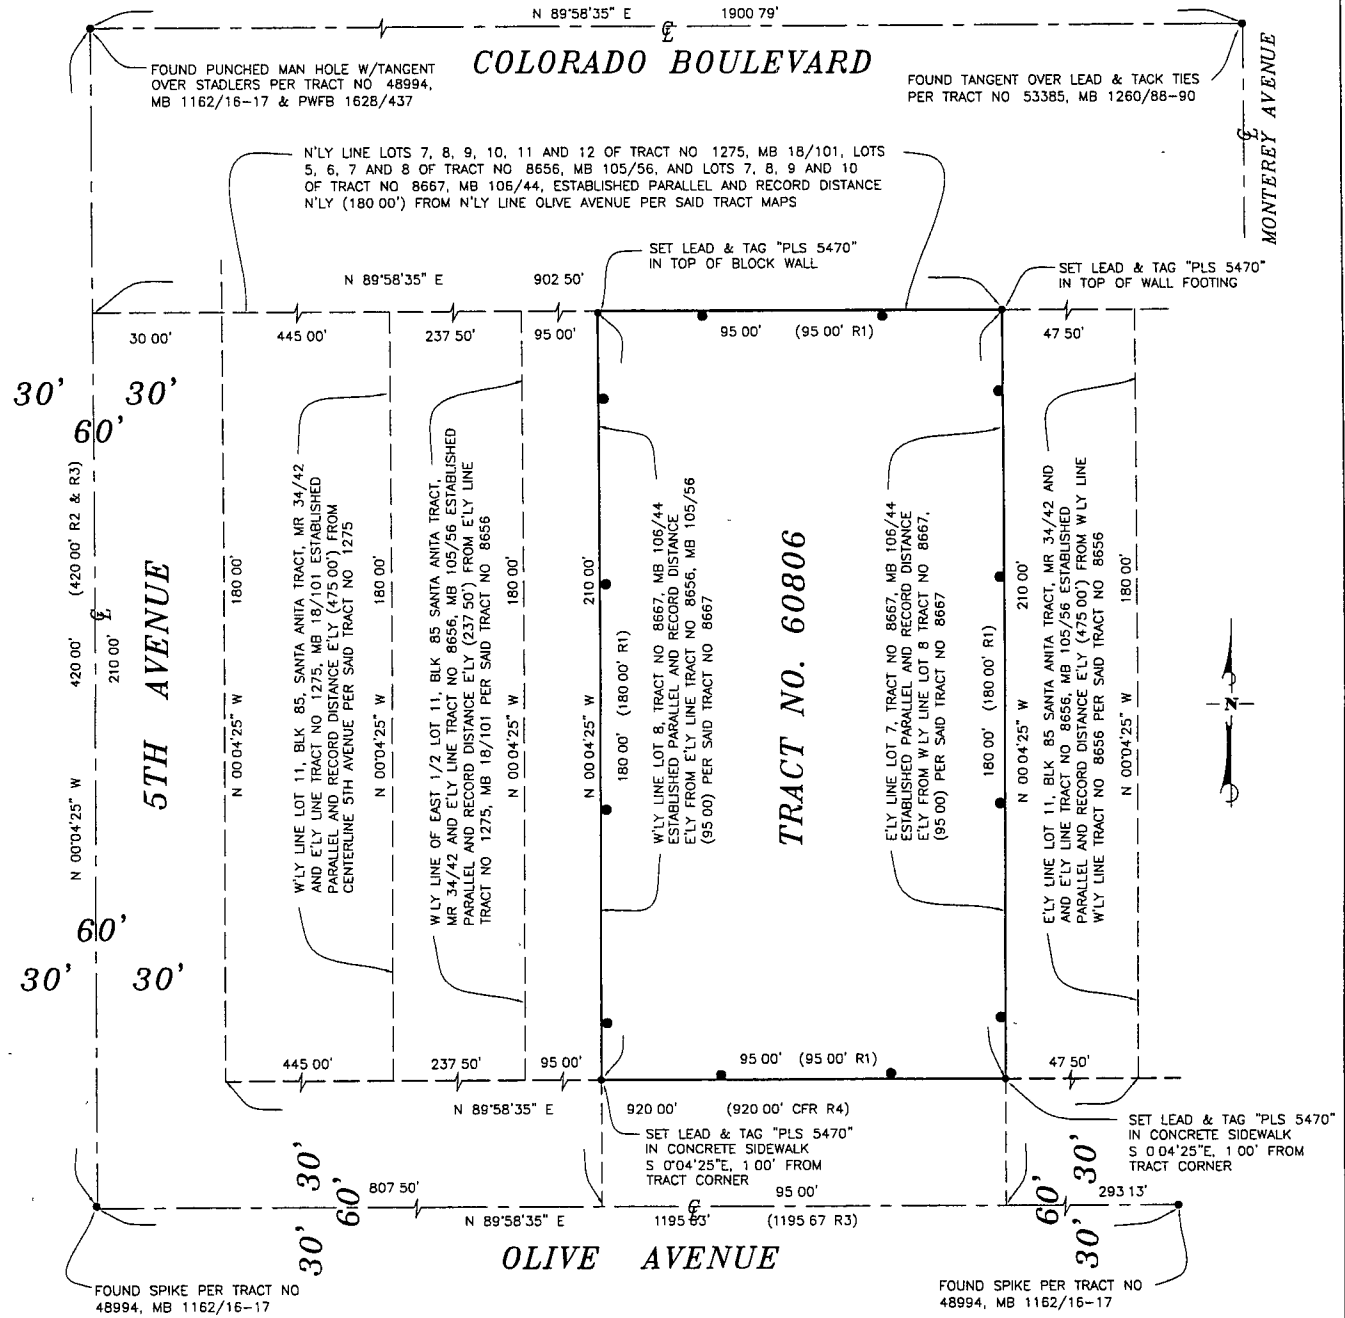 N 89°58'35" E 1900 79'
COLORADO BOULEVARD
FOUND PUNCHED MAN HOLE W/TANGENT
OVER STADLERS PER TRACT NO 48994,
MB 1162/16-17 & PWFB 1628/437
FOUND TANGENT OVER LEAD & TACK TIES
PER TRACT NO 53385, MB 1260/88-90
MONTEREY AVENUE
N'LY LINE LOTS 7, 8, 9, 10, 11 AND 12 OF TRACT NO 1275, MB 18/101, LOTS
5, 6, 7 AND 8 OF TRACT NO 8656, MB 105/56, AND LOTS 7, 8, 9 AND 10
OF TRACT NO 8667, MB 106/44, ESTABLISHED PARALLEL AND RECORD DISTANCE
N'LY (180 00') FROM N'LY LINE OLIVE AVENUE PER SAID TRACT MAPS
SET LEAD & TAG "PLS 5470"
IN TOP OF BLOCK WALL
SET LEAD & TAG "PLS 5470"
IN TOP OF WALL FOOTING
N 89°58'35" E 902 50'
30 00' 445 00' 237 50' 95 00' 95 00' (95 00' R1) 47 50'
30' 30'
60'
(420 00' R2 & R3)
420 00'
N 00°04'25" W
210 00'
5TH AVENUE
60'
30' 30'
180 00'
N 00°04'25" W
W'LY LINE LOT 11, BLK 85, SANTA ANITA TRACT, MR 34/42
AND E'LY LINE TRACT NO 1275, MB 18/101 ESTABLISHED
PARALLEL AND RECORD DISTANCE E'LY (475 00') FROM
CENTERLINE 5TH AVENUE PER SAID TRACT NO 1275
180 00'
N 00°04'25" W
W'LY LINE OF EAST 1/2 LOT 11, BLK 85 SANTA ANITA TRACT,
MR 34/42 AND E'LY LINE TRACT NO 8656, MB 105/56 ESTABLISHED
PARALLEL AND RECORD DISTANCE E'LY (237 50') FROM E'LY LINE
TRACT NO 1275, MB 18/101 PER SAID TRACT NO 8656
180 00'
N 00 04'25" W
210 00'
N 00 04'25" W
180 00' (180 00' R1)
W'LY LINE LOT 8, TRACT NO 8667, MB 106/44
ESTABLISHED PARALLEL AND RECORD DISTANCE
E'LY FROM E'LY LINE TRACT NO 8656, MB 105/56
(95 00) PER SAID TRACT NO 8667
TRACT NO. 60806
E'LY LINE LOT 7, TRACT NO 8667, MB 106/44
ESTABLISHED PARALLEL AND RECORD DISTANCE
E'LY FROM W'LY LINE LOT 8 TRACT NO 8667,
(95 00) PER SAID TRACT NO 8667
180 00' (180 00' R1)
210 00'
N 00 04'25" W
E'LY LINE LOT 11, BLK 85 SANTA ANITA TRACT, MR 34/42 AND
AND E'LY LINE TRACT NO 8656, MB 105/56 ESTABLISHED
PARALLEL AND RECORD DISTANCE E'LY (475 00') FROM W'LY LINE
W'LY LINE TRACT NO 8656 PER SAID TRACT NO 8656
180 00'
N 00°04'25" W
N
445 00' 237 50' 95 00' 95 00' (95 00' R1) 47 50'
N 89°58'35" E 920 00' (920 00' CFR R4)
SET LEAD & TAG "PLS 5470"
IN CONCRETE SIDEWALK
S 0°04'25"E, 1 00' FROM
TRACT CORNER
SET LEAD & TAG "PLS 5470"
IN CONCRETE SIDEWALK
S 0 04'25"E, 1 00' FROM
TRACT CORNER
30' 60' 30'
30' 60' 30'
807 50' 95 00' 293 13'
N 89°58'35" E 1195 63' (1195 67 R3)
OLIVE AVENUE
FOUND SPIKE PER TRACT NO
48994, MB 1162/16-17
FOUND SPIKE PER TRACT NO
48994, MB 1162/16-17